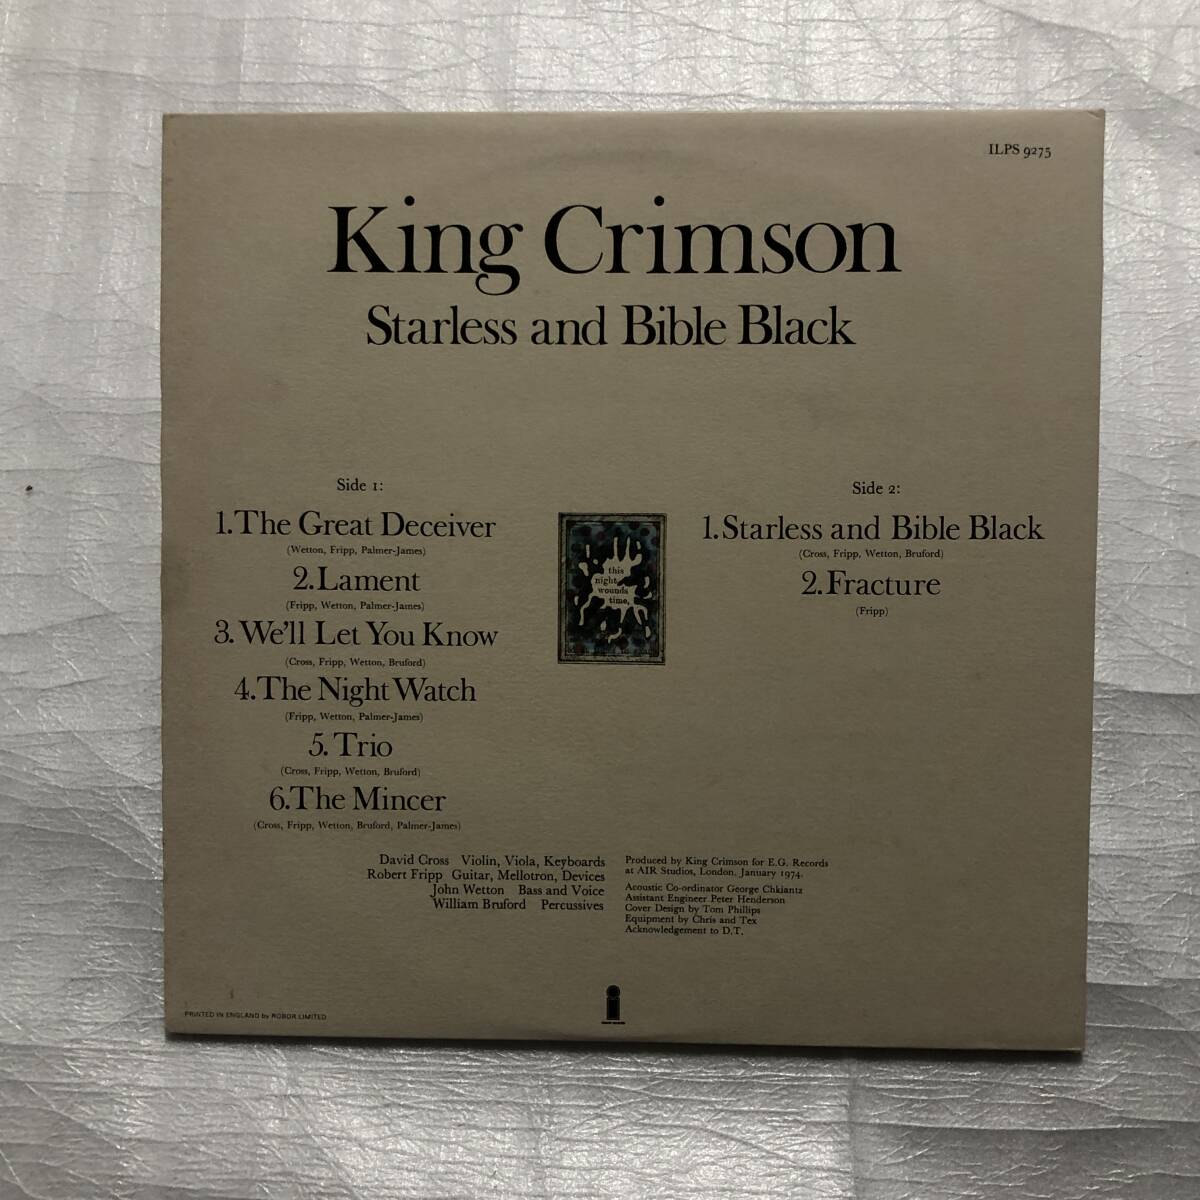 ILPS 9275
King Crimson
Starless and Bible Black
Side 1:
1.The Great Deceiver
(Wetton, Fripp, Palmer-James)
2.Lament
(Fripp, Wetton, Palmer-James)
3.We'll Let You Know
(Cross, Fripp, Wetton, Bruford)
4.The Night Watch
(Fripp, Wetton, Palmer-James)
5.Trio
(Cross, Fripp, Wetton, Bruford)
6.The Mincer
(Cross, Fripp, Wetton, Bruford, Palmer-James)
this
night
wounds
time,
Side 2:
1.Starless and Bible Black
(Cross, Fripp, Wetton, Bruford)
2.Fracture
(Fripp)
David Cross Violin, Viola, Keyboards
Robert Fripp Guitar, Mellotron, Devices
John Wetton Bass and Voice
William Bruford Percussives
Produced by King Crimson for E.G. Records
at AIR Studios, London, January 1974.
Acoustic Co-ordinator George Chkiantz
Assistant Engineer Peter Henderson
Cover Design by Tom Phillips
Equipment by Chris and Tex
Acknowledgement to D.T.
PRINTED IN ENGLAND by ROBOR LIMITED